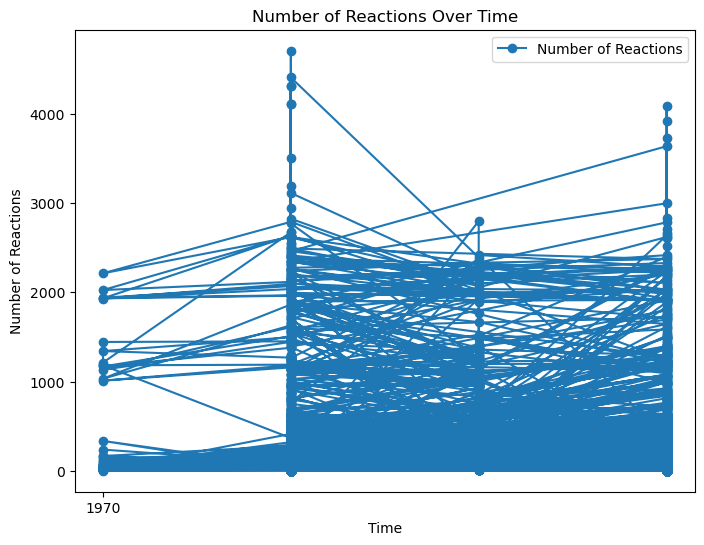 Number of Reactions Over Time
Number of Reactions
4000
3000
2000
1000
0
Number of Reactions
1970
Time